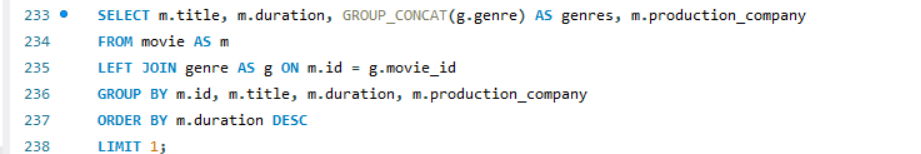 233 SELECT m.title, m.duration, GROUP_CONCAT(g.genre) AS genres, m.production_company
234 FROM movie AS m
235 LEFT JOIN genre AS g ON m.id = g.movie_id
236 GROUP BY m.id, m.title, m.duration, m.production_company
237 ORDER BY m.duration DESC
238 LIMIT 1;